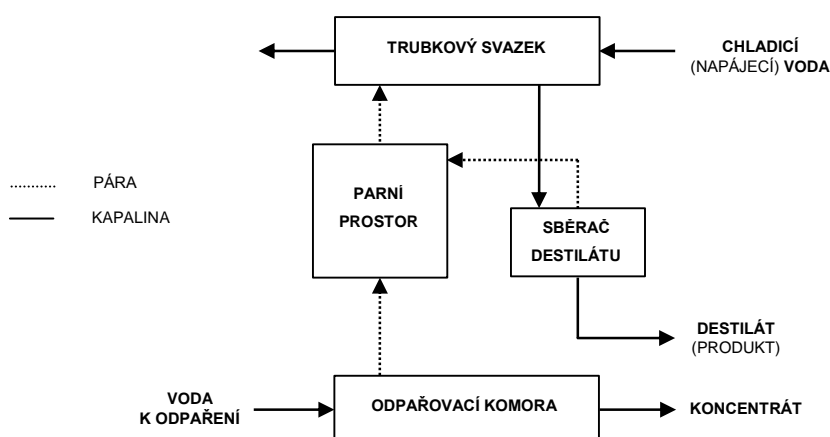 TRUBKOVÝ SVAZEK
CHLADICÍ
(NAPÁJECÍ) VODA
PÁRA
KAPALINA
PARNÍ
PROSTOR
SBĚRAČ
DESTILÁTU
DESTILÁT
(PRODUKT)
VODA
K ODPAŘENÍ
ODPAŘOVACÍ KOMORA
KONCENTRÁT